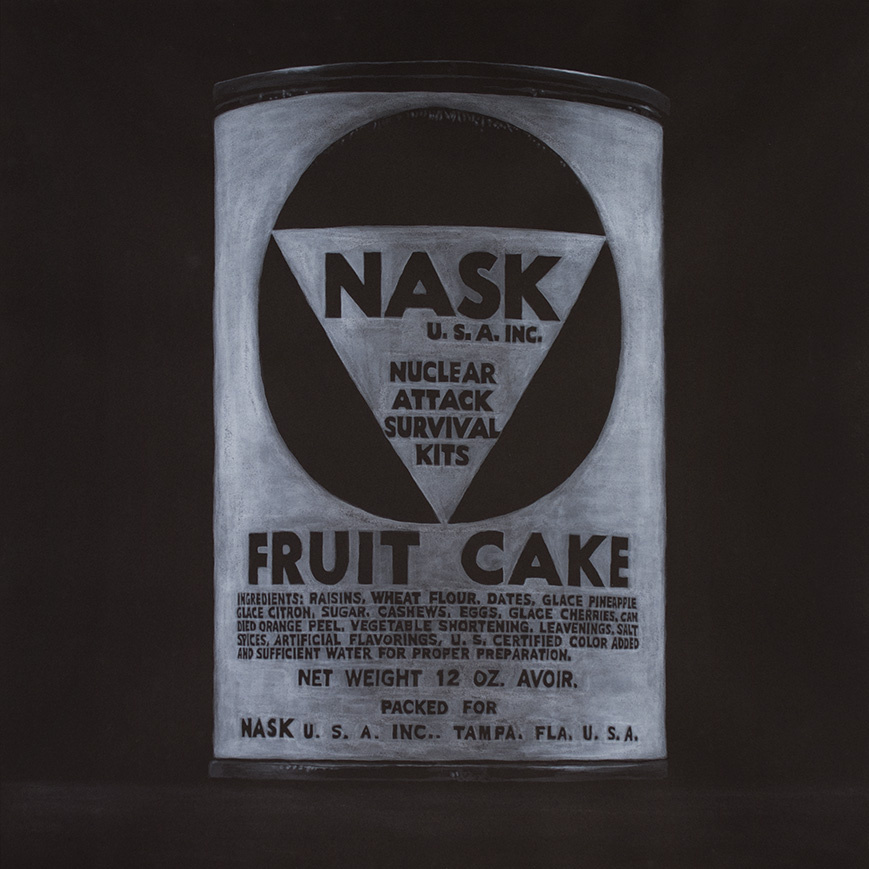 NASK
U. S. A. INC.
NUCLEAR
ATTACK
SURVIVAL
KITS
FRUIT CAKE
INGREDIENTS: RAISINS, WHEAT FLOUR, DATES, GLACE PINEAPPLE
GLACE CITRON, SUGAR, CASHEWS, EGGS, GLACE CHERRIES, CAN
DIED ORANGE PEEL, VEGETABLE SHORTENING, LEAVENINGS, SALT
SPICES, ARTIFICIAL FLAVORINGS, U. S. CERTIFIED COLOR ADDED
AND SUFFICIENT WATER FOR PROPER PREPARATION.
NET WEIGHT 12 OZ. AVOIR.
PACKED FOR
NASK U. S. A. INC.. TAMPA. FLA. U. S. A.